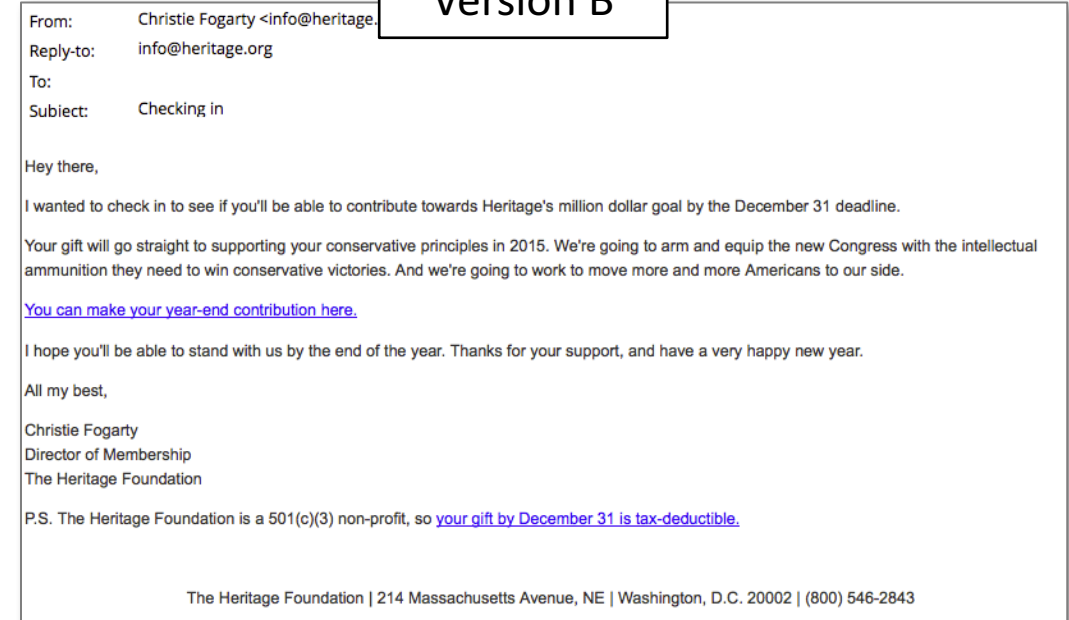 Version B
From: Christie Fogarty <info@heritage.
Reply-to: info@heritage.org
To:
Subject: Checking in
Hey there,
I wanted to check in to see if you'll be able to contribute towards Heritage's million dollar goal by the December 31 deadline.
Your gift will go straight to supporting your conservative principles in 2015. We're going to arm and equip the new Congress with the intellectual
ammunition they need to win conservative victories. And we're going to work to move more and more Americans to our side.
You can make your year-end contribution here.
I hope you'll be able to stand with us by the end of the year. Thanks for your support, and have a very happy new year.
All my best,
Christie Fogarty
Director of Membership
The Heritage Foundation
P.S. The Heritage Foundation is a 501(c)(3) non-profit, so your gift by December 31 is tax-deductible.
The Heritage Foundation | 214 Massachusetts Avenue, NE | Washington, D.C. 20002 | (800) 546-2843